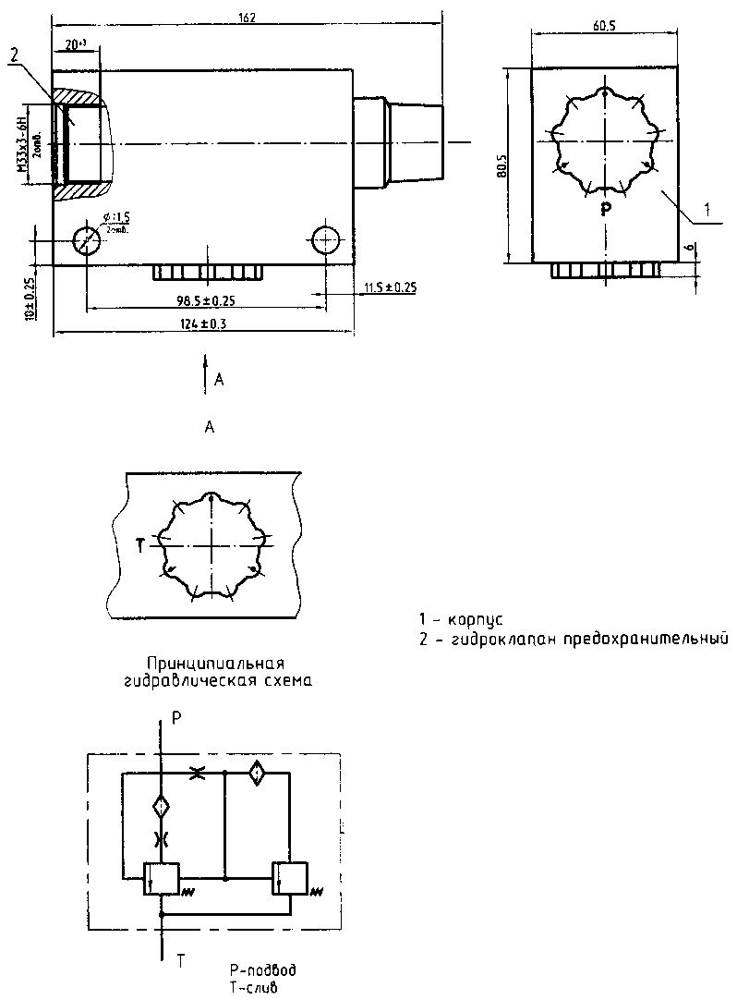 162
60,5
20⁺³
2
M33x3-6H
2отв.
80,5
P
1
2отв.
6
10±0.25
98.5±0.25
11.5±0.25
124±0.3
A
A
T
1 - корпус
2 - гидроклапан предохранительный
Принципиальная
гидравлическая схема
P
T
P-подвод
T-слив